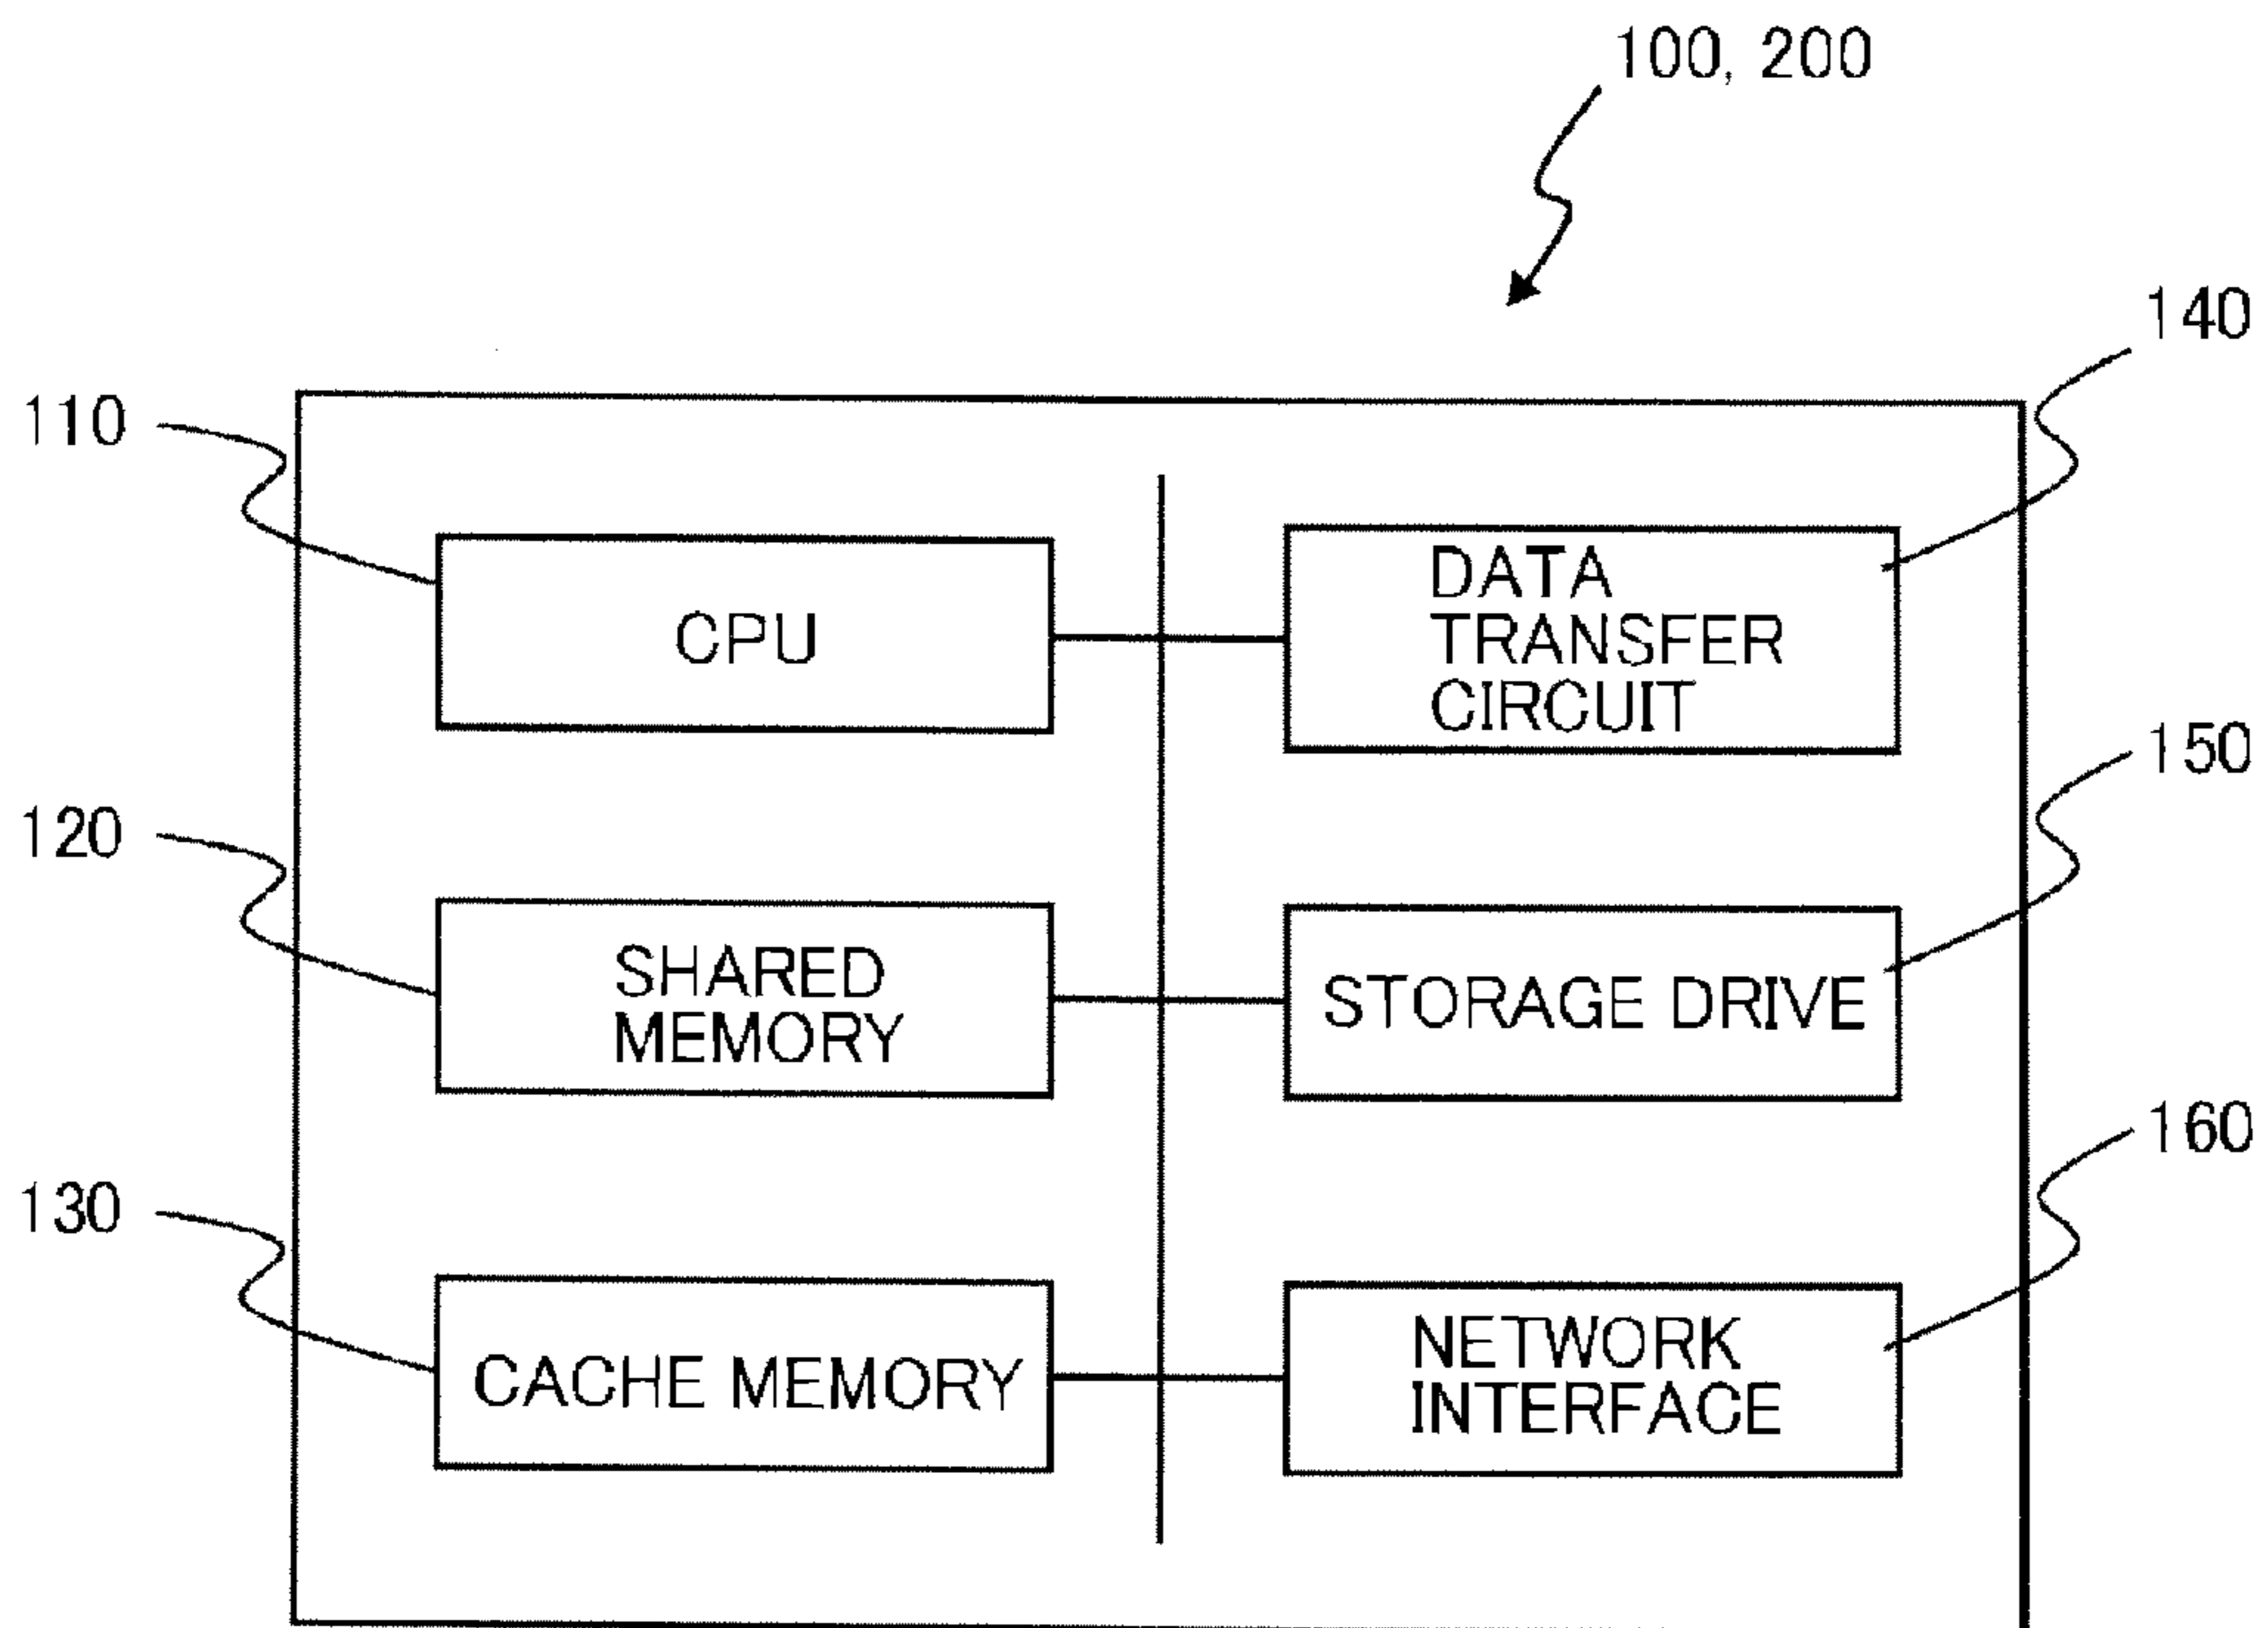 100, 200
140
110
CPU
DATA
TRANSFER
CIRCUIT
150
120
SHARED
MEMORY
STORAGE DRIVE
160
130
CACHE MEMORY
NETWORK
INTERFACE